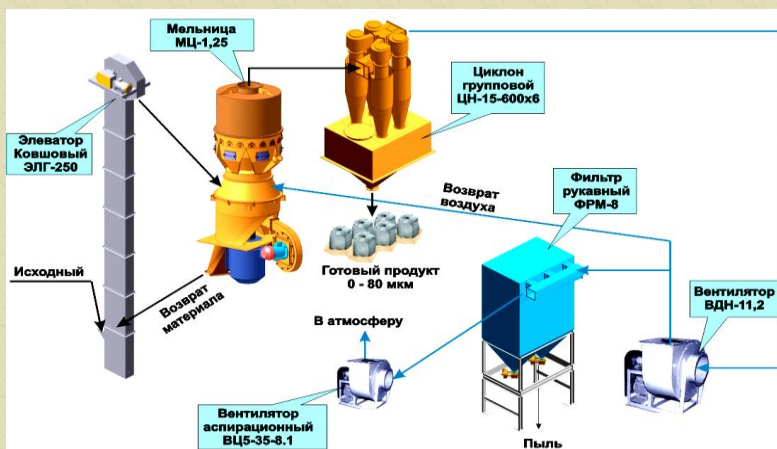 Мельница
МЦ-1,25
Циклон
групповой
ЦН-15-600х6
Элеватор
Ковшовый
ЭЛГ-250
Фильтр
рукавный
ФРМ-8
Возврат
воздуха
Исходный
Возврат
материала
Готовый продукт
0 - 80 мкм
Вентилятор
ВДН-11,2
В атмосферу
Вентилятор
аспирационный
ВЦ5-35-8.1
Пыль